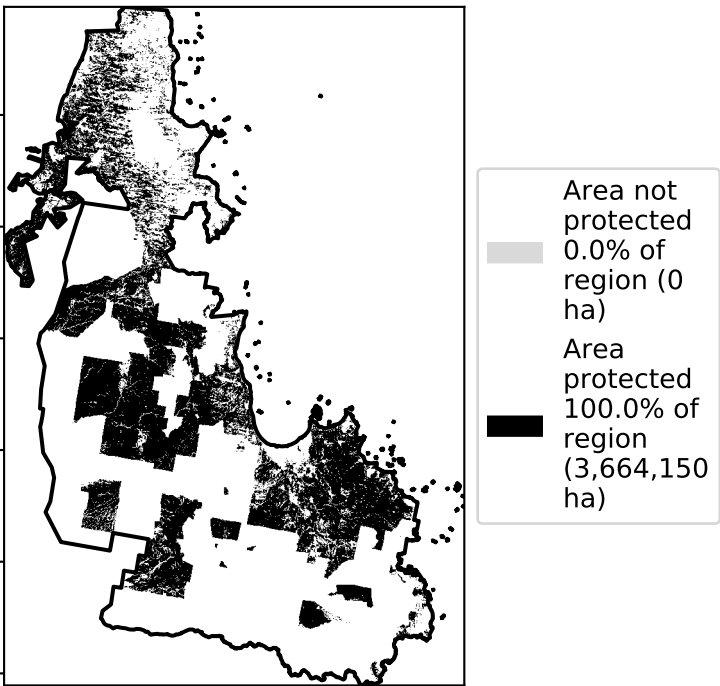 Area not
protected
0.0% of
region (0
ha)
Area
protected
100.0% of
region
(3,664,150
ha)